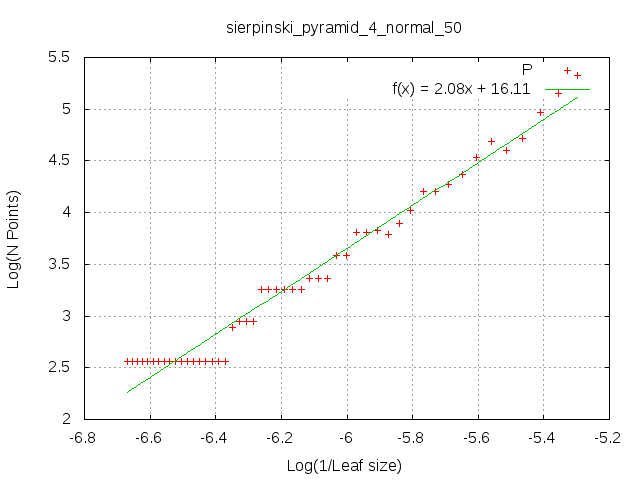 sierpinski_pyramid_4_normal_50
5.5
P
f(x) = 2.08x + 16.11
5
4.5
4
3.5
3
2.5
2
Log(N Points)
-6.8 -6.6 -6.4 -6.2 -6 -5.8 -5.6 -5.4 -5.2
Log(1/Leaf size)